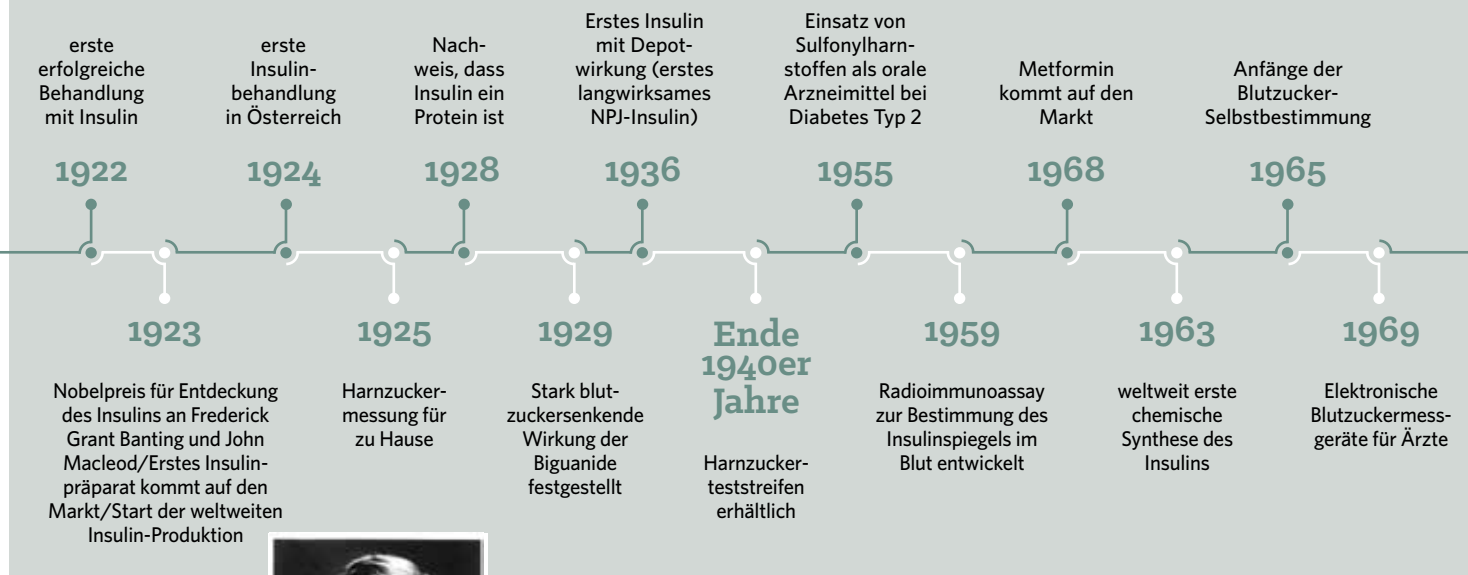 erste
erfolgreiche
Behandlung
mit Insulin
1922
erste
Insulin-
behandlung
in Österreich
1924
Nach-
weis, dass
Insulin ein
Protein ist
1928
Erstes Insulin
mit Depot-
wirkung (erstes
langwirksames
NPJ-Insulin)
1936
Einsatz von
Sulfonylharn-
stoffen als orale
Arzneimittel bei
Diabetes Typ 2
1955
Metformin
kommt auf den
Markt
1968
Anfänge der
Blutzucker-
Selbstbestimmung
1965
1923
Nobelpreis für Entdeckung
des Insulins an Frederick
Grant Banting und John
Macleod/Erstes Insulin-
präparat kommt auf den
Markt/Start der weltweiten
Insulin-Produktion
1925
Harnzucker-
messung für
zu Hause
1929
Stark blut-
zuckersenkende
Wirkung der
Biguanide
festgestellt
Ende
1940er
Jahre
Harnzucker-
teststreifen
erhältlich
1959
Radioimmunoassay
zur Bestimmung des
Insulinspiegels im
Blut entwickelt
1963
weltweit erste
chemische
Synthese des
Insulins
1969
Elektronische
Blutzuckermess-
geräte für Ärzte